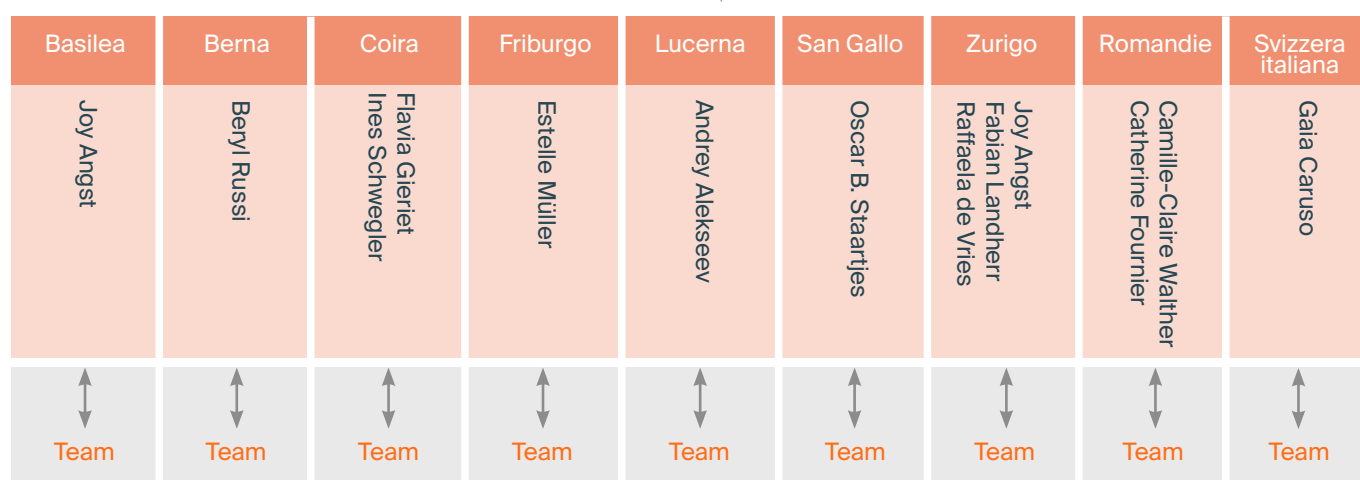 Basilea
Berna
Coira
Friburgo
Lucerna
San Gallo
Zurigo
Romandie
Svizzera
italiana
Joy Angst
Beryl Russi
Flavia Gieriet
Ines Schwegler
Estelle Müller
Andrey Alekseev
Oscar B. Staartjes
Joy Angst
Fabian Landherr
Raffaela de Vries
Camille-Claire Walther
Catherine Fournier
Gaia Caruso
Team
Team
Team
Team
Team
Team
Team
Team
Team